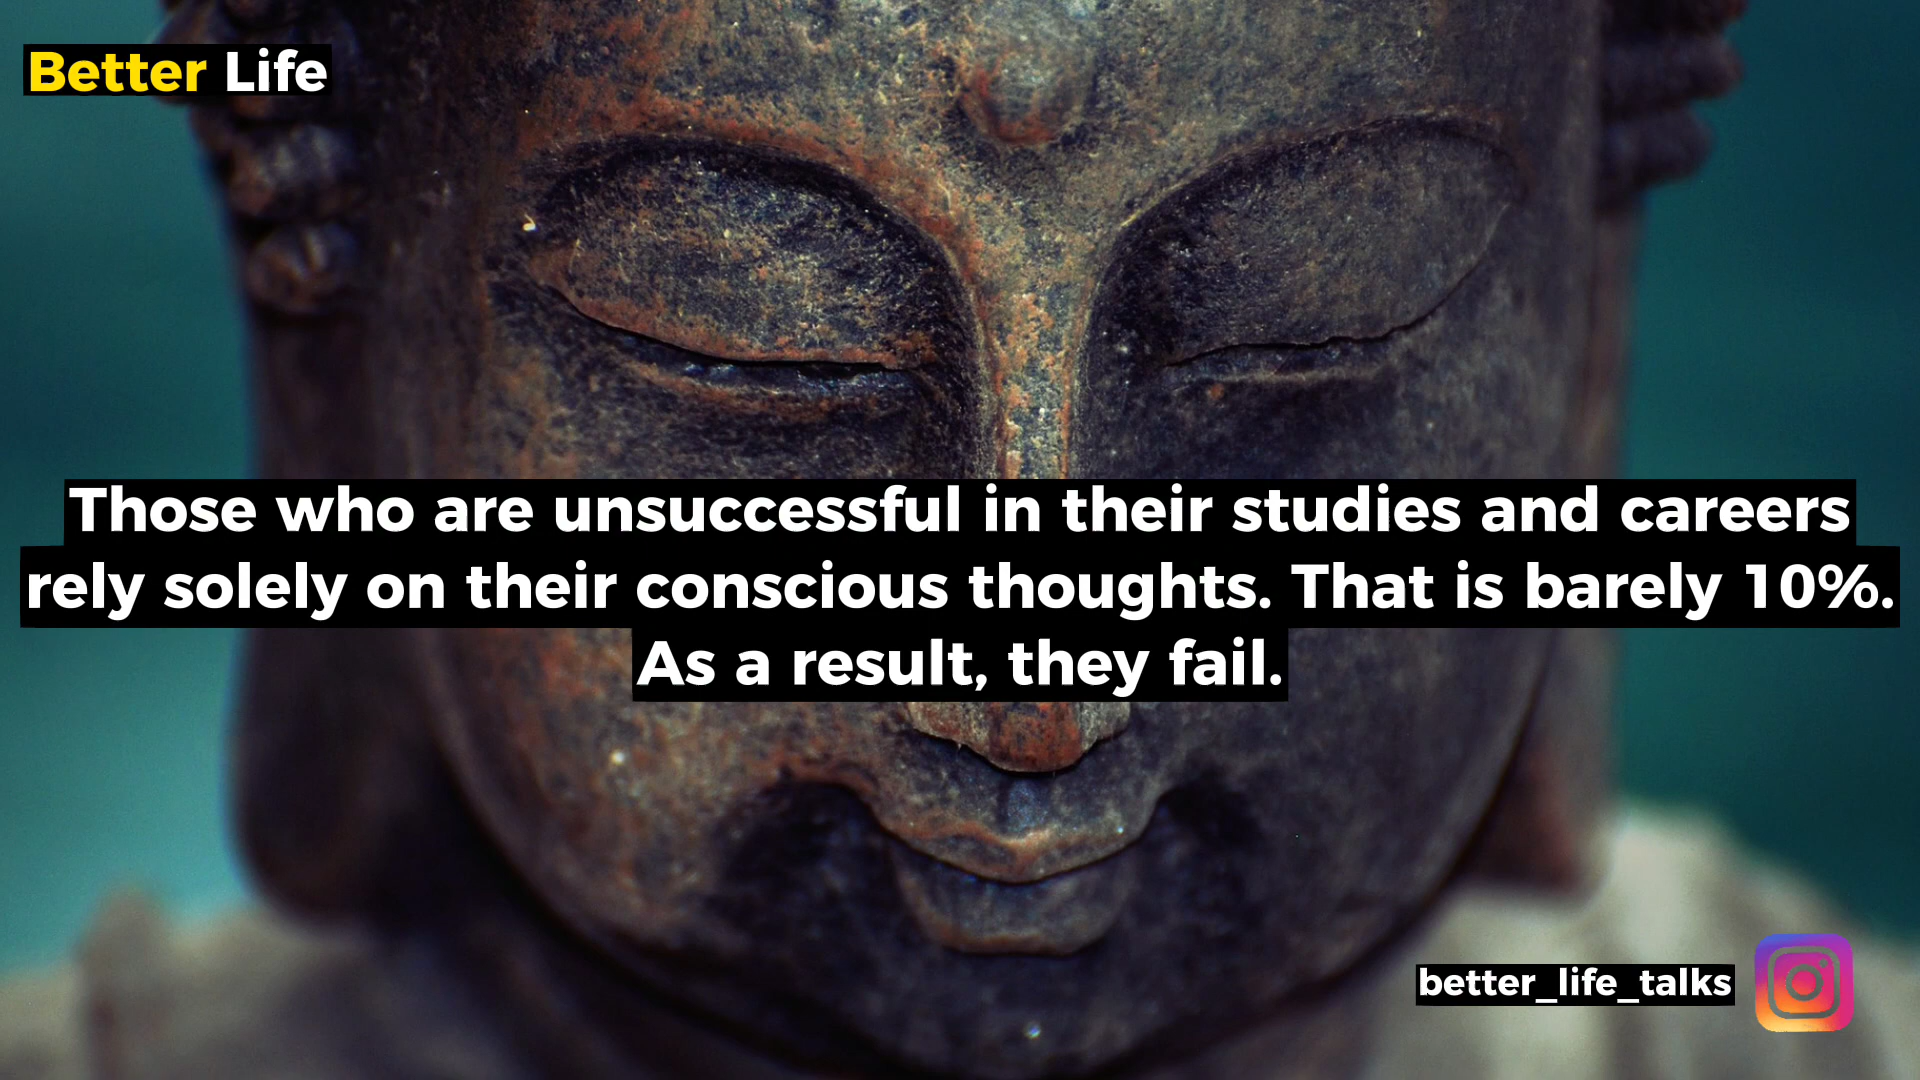 Better Life
Those who are unsuccessful in their studies and careers
rely solely on their conscious thoughts. That is barely 10%.
As a result, they fail.
better_life_talks